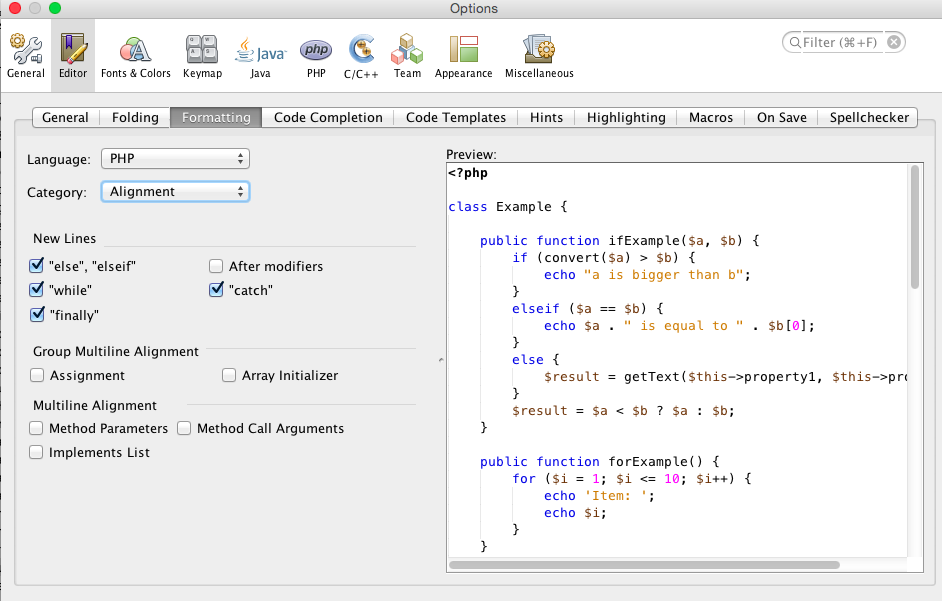 Options
General
Editor
Fonts & Colors
Keymap
Java
Java
php
PHP
C/C++
Team
Appearance
Miscellaneous
Filter (⌘+F)
General
Folding
Formatting
Code Completion
Code Templates
Hints
Highlighting
Macros
On Save
Spellchecker
Language: PHP
Category: Alignment
New Lines
"else", "elseif"
After modifiers
"while"
"catch"
"finally"
Group Multiline Alignment
Assignment
Array Initializer
Multiline Alignment
Method Parameters
Method Call Arguments
Implements List
Preview:
<?php
class Example {
public function ifExample($a, $b) {
if (convert($a) > $b) {
echo "a is bigger than b";
}
elseif ($a == $b) {
echo $a . " is equal to " . $b[0];
}
else {
$result = getText($this->property1, $this->pro
}
$result = $a < $b ? $a : $b;
}
public function forExample() {
for ($i = 1; $i <= 10; $i++) {
echo 'Item: ';
echo $i;
}
}